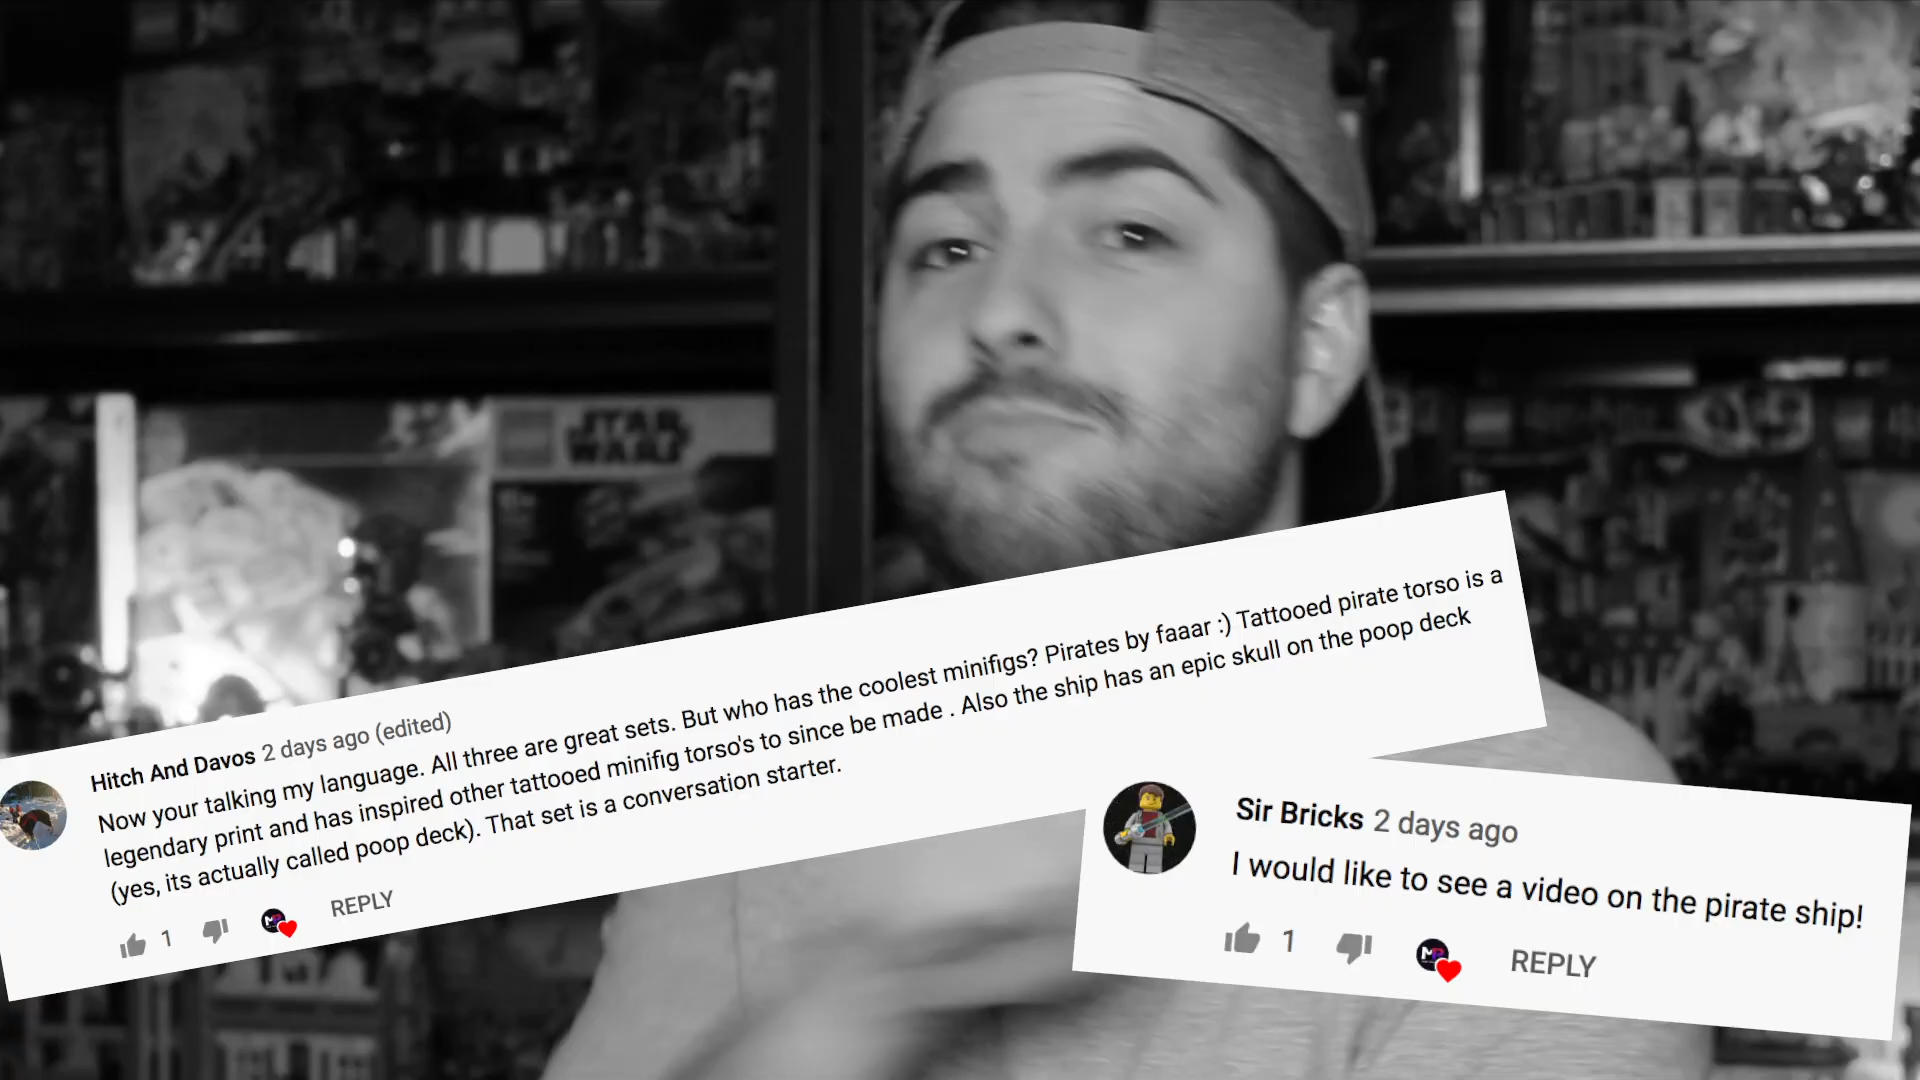 STAR
WARS
Hitch And Davos 2 days ago (edited)
Now your talking my language. All three are great sets. But who has the coolest minifigs? Pirates by faaar :) Tattooed pirate torso is a
legendary print and has inspired other tattooed minifig torso's to since be made . Also the ship has an epic skull on the poop deck
(yes, its actually called poop deck). That set is a conversation starter.
1 MP REPLY
Sir Bricks 2 days ago
I would like to see a video on the pirate ship!
1 MP REPLY